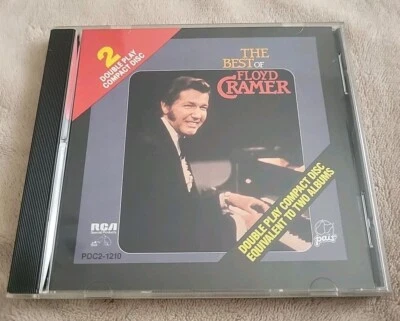 2
DOUBLE PLAY
COMPACT DISC
THE
BEST OF
FLOYD
CRAMER
DOUBLE PLAY COMPACT DISC
EQUIVALENT TO TWO ALBUMS
RCA
PDC2-1210
pair